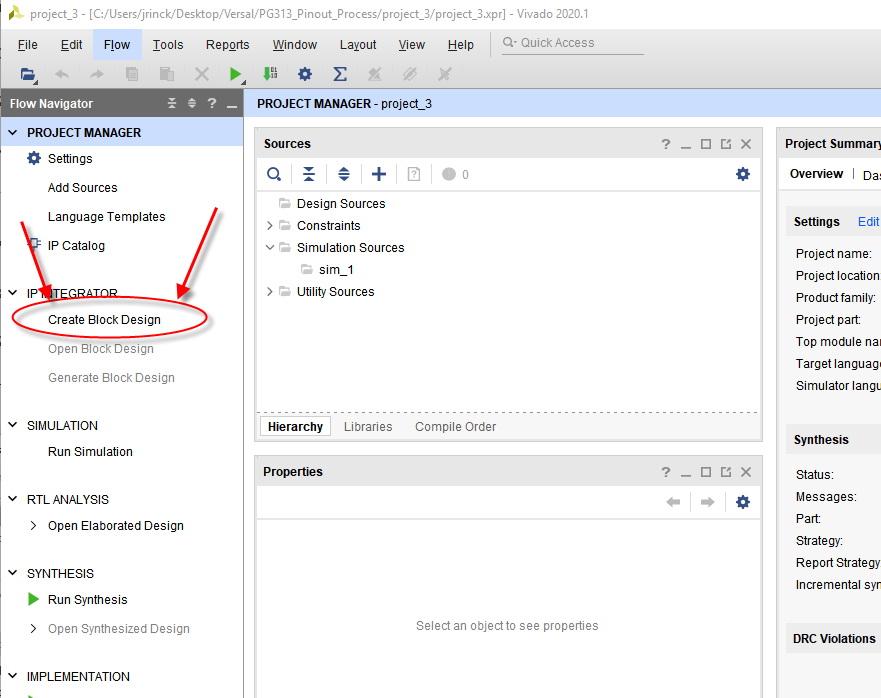 project_3 - [C:/Users/jrinck/Desktop/Versal/PG313_Pinout_Process/project_3/project_3.xpr] - Vivado 2020.1
File Edit Flow Tools Reports Window Layout View Help Quick Access
Flow Navigator
PROJECT MANAGER
Settings
Add Sources
Language Templates
IP Catalog
IP INTEGRATOR
Create Block Design
Open Block Design
Generate Block Design
SIMULATION
Run Simulation
RTL ANALYSIS
Open Elaborated Design
SYNTHESIS
Run Synthesis
Open Synthesized Design
IMPLEMENTATION
PROJECT MANAGER - project_3
Sources
0
Design Sources
Constraints
Simulation Sources
sim_1
Utility Sources
Hierarchy Libraries Compile Order
Properties
Select an object to see properties
Project Summary
Overview Das
Settings Edit
Project name:
Project location:
Product family:
Project part:
Top module nam
Target language
Simulator langu
Synthesis
Status:
Messages:
Part:
Strategy:
Report Strategy
Incremental syn
DRC Violations